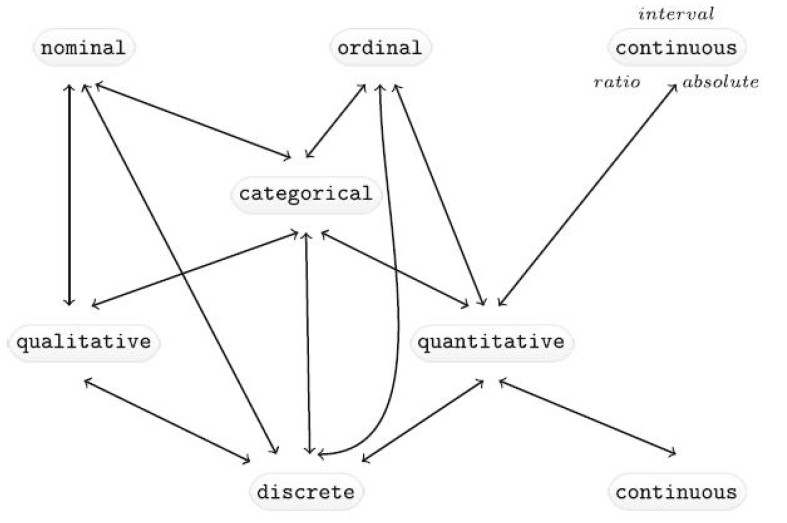 interval
nominal
ordinal
continuous
ratio
absolute
categorical
qualitative
quantitative
discrete
continuous